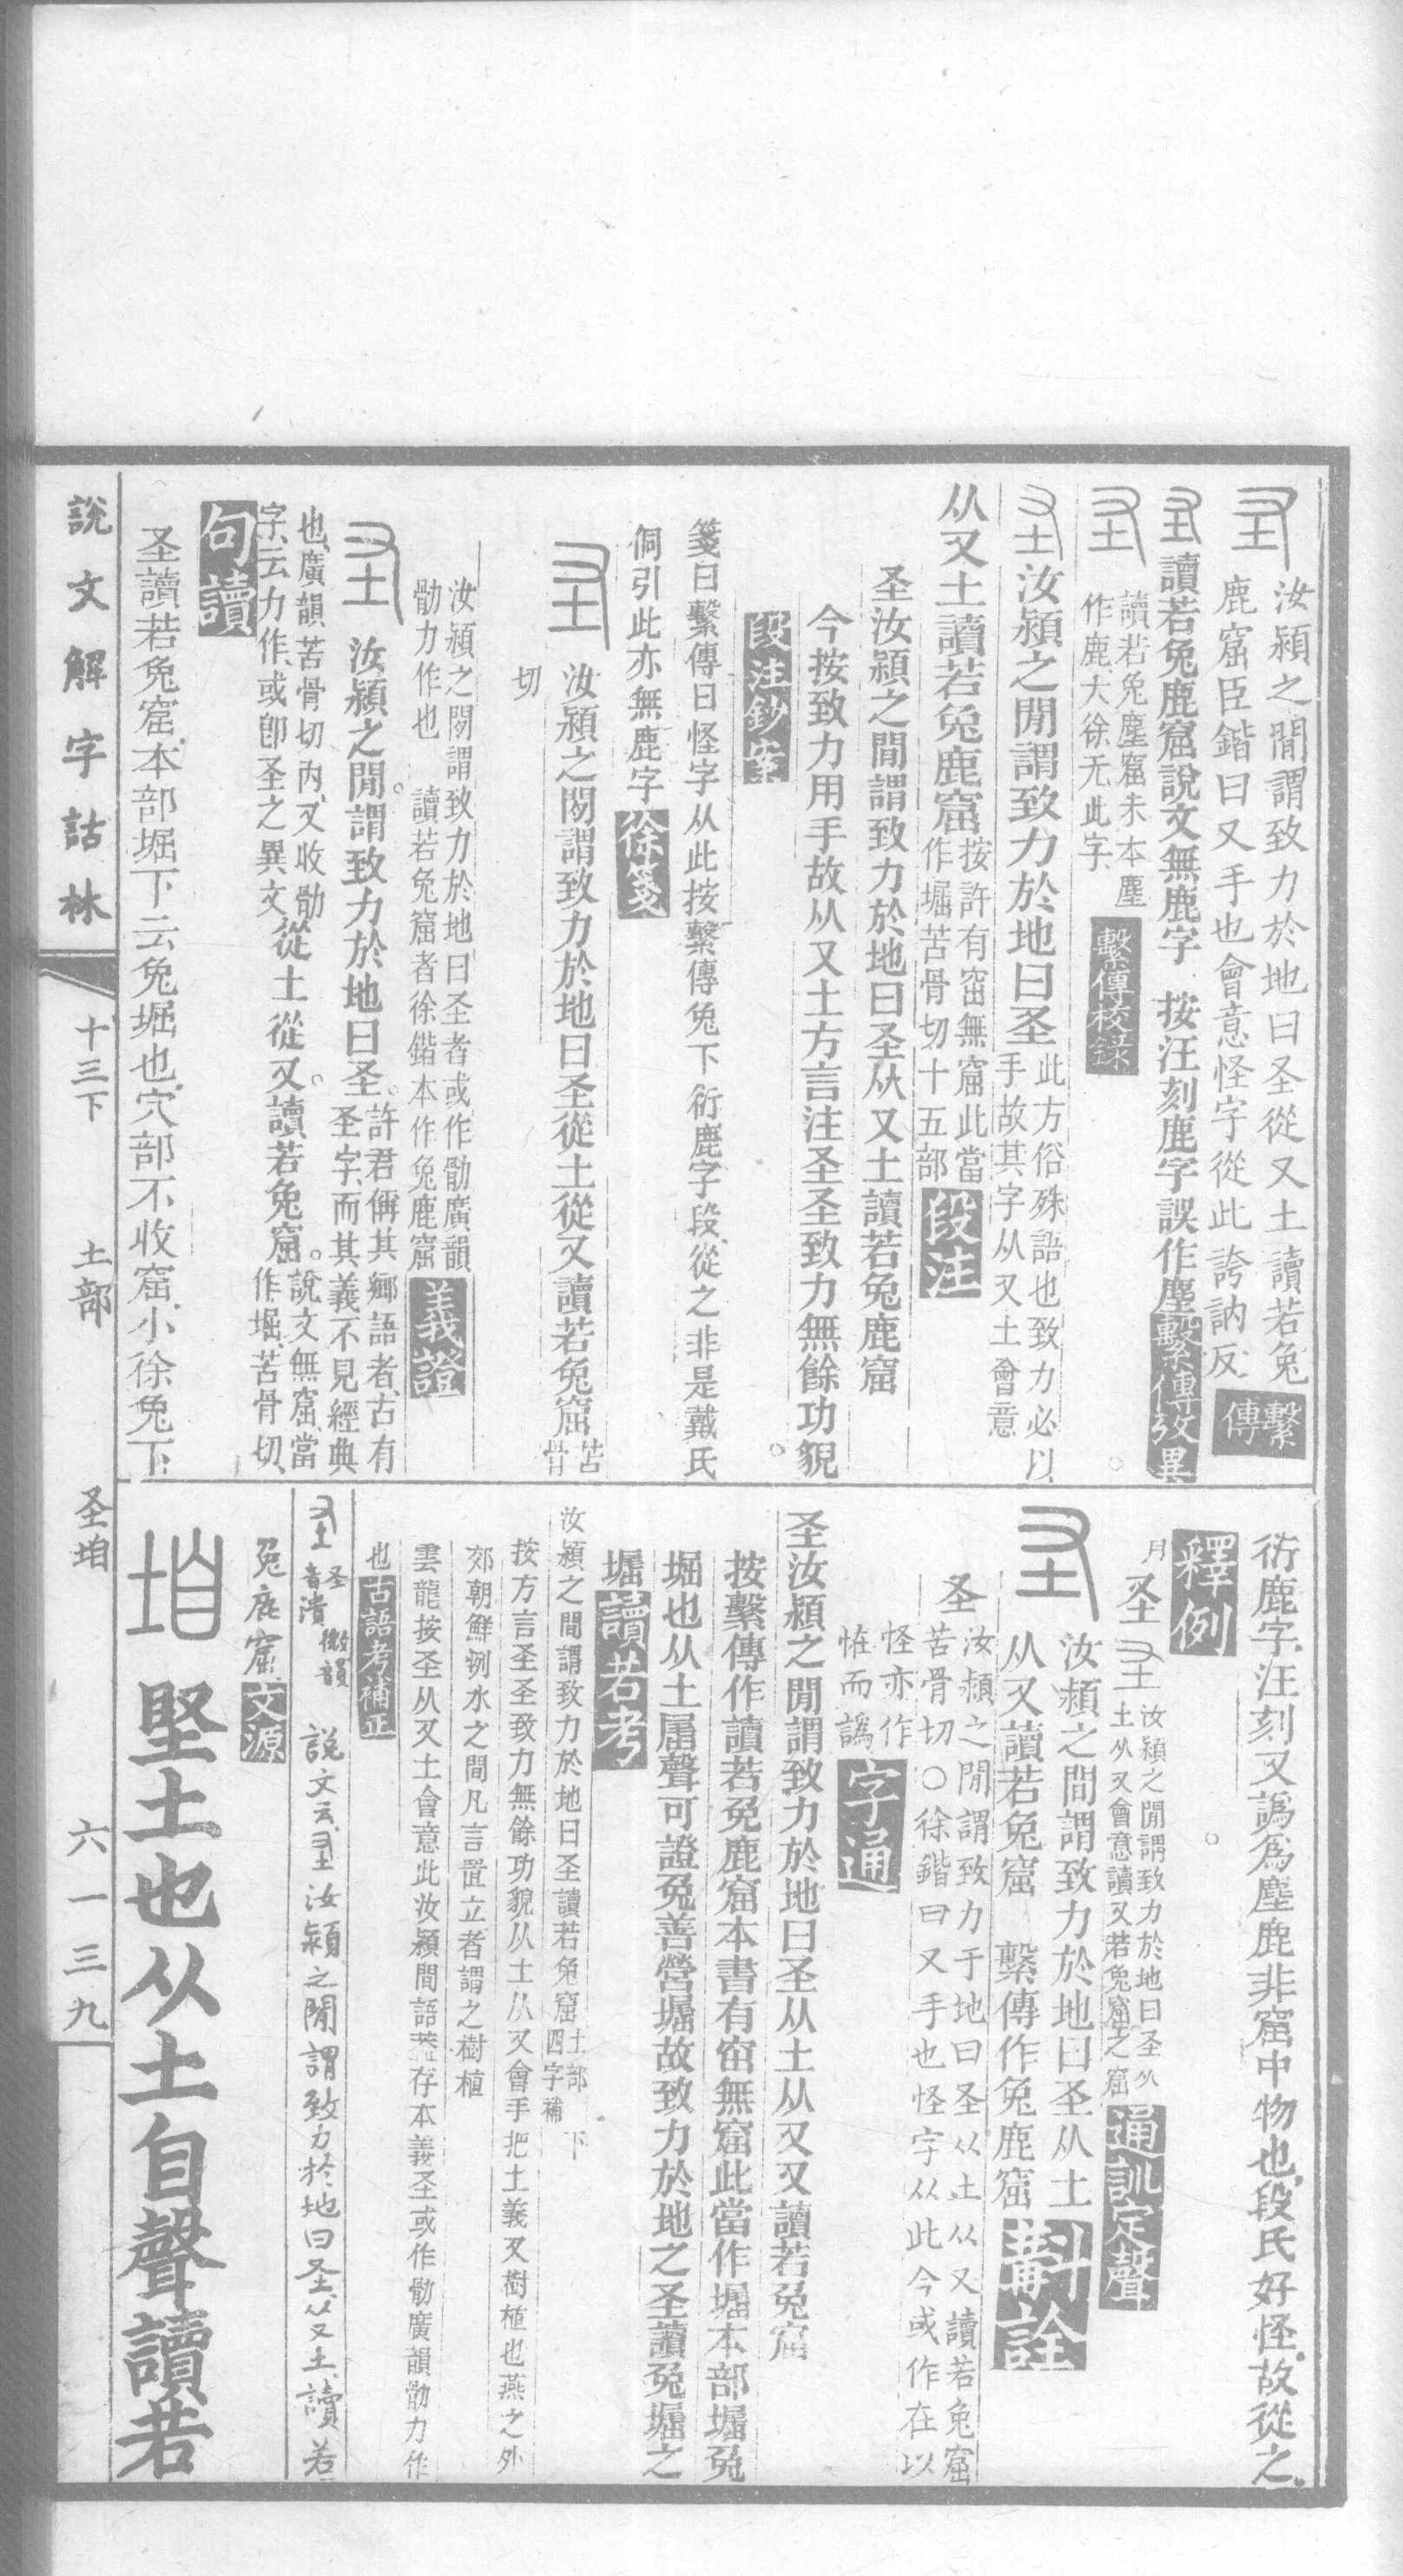 汝潁之閒謂致力於地曰圣從又土讀若兔
鹿窟臣鍇曰又手也會意怪字從此 誇訥反 繫傳
圣 讀若兔鹿窟說文無鹿字 按汪刻鹿字誤作塵 繫傳攷異
圣 讀若兔塵窟未本塵
作鹿大徐无此字 繫傳校錄
圣 汝潁之閒謂致力於地曰圣 此方俗殊語也致力必以
手故其字从又土會意
从又土讀若兔鹿窟 按許有窋無窟此當
作堀苦骨切十五部 段注
圣汝潁之閒謂致力於地曰圣从又土讀若兔鹿窟
今按致力用手故从又土方言注圣圣致力無餘功貌
段注鈔案
箋曰繫傳曰怪字从此按繫傳兔下衍鹿字段從之非是戴氏
侗引此亦無鹿字 徐箋
圣 汝潁之閒謂致力於地曰圣從土從又讀若兔窟 苦骨
切
汝潁之閒謂致力於地曰圣者或作勆廣韻
勆力作也 讀若兔窟者徐鍇本作兔鹿窟 義證
圣 汝潁之閒謂致力於地曰圣 許君偁其鄉語者古有
圣字而其義不見經典
也廣韻苦骨切內又收勆
字云力作或卽圣之異文 從土從又讀若兔窟 說文無窟當
作堀苦骨切
句讀
圣讀若兔窟本部堀下云兔堀也穴部不收窟小徐兔下
說文解字詁林 十三下 土部 圣垍 六一三九
衍鹿字汪刻又譌爲塵鹿非窟中物也段氏好怪故從之
釋例
圣 汝潁之閒謂致力於地曰圣从
土从又會意讀又若兔窟之窟 通訓定聲
圣 汝潁之間謂致力於地曰圣从土
从又讀若兔窟 繫傳作兔鹿窟 斠詮
圣 汝潁之閒謂致力于地曰圣从土从又讀若兔窟
苦骨切○徐鍇曰又手也怪字从此今或作在以
怪亦作
恠而譌 字通
圣汝潁之閒謂致力於地曰圣从土从又又讀若兔窟
按繫傳作讀若兔鹿窟本書有窋無窟此當作堀本部堀兔
堀也从土屈聲可證兔善營堀故致力於地之圣讀兔堀之
堀 讀若考
汝潁之間謂致力於地曰圣讀若兔窟 土部下
四字補
按方言圣圣致力無餘功貌从土从又會手把土義又樹植也燕之外
郊朝鮮洌水之間凡言置立者謂之樹植
雲龍按圣从又土會意此汝潁間語猶存本義圣或作勆廣韻勆力作
也 古語考補正
圣 圣音潰微韻 說文云圣汝潁之閒謂致力於地曰圣从又土讀若
兔鹿窟 文源
垍 堅土也从土自聲讀若